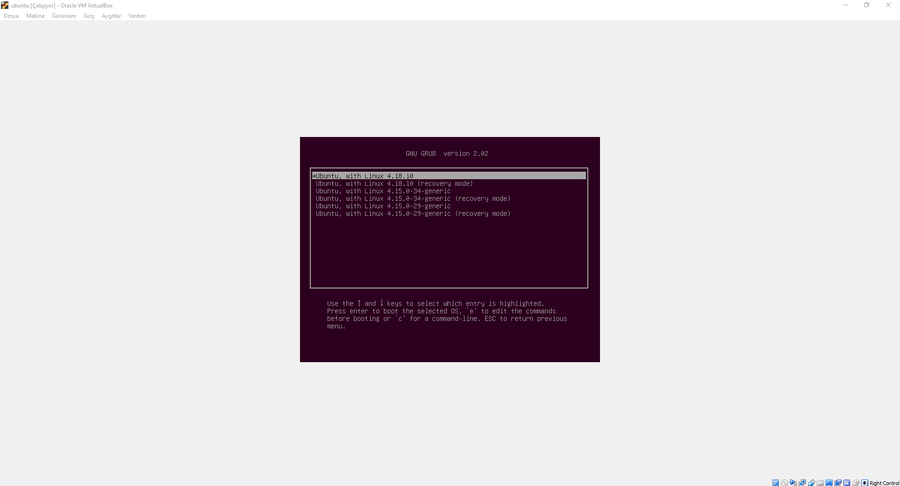 ubuntu [Çalışıyor] - Oracle VM VirtualBox
Dosya Makine Görünüm Giriş Aygıtlar Yardım
GNU GRUB version 2.02
*Ubuntu, with Linux 4.18.10
Ubuntu, with Linux 4.18.10 (recovery mode)
Ubuntu, with Linux 4.15.0-34-generic
Ubuntu, with Linux 4.15.0-34-generic (recovery mode)
Ubuntu, with Linux 4.15.0-29-generic
Ubuntu, with Linux 4.15.0-29-generic (recovery mode)
Use the ↑ and ↓ keys to select which entry is highlighted.
Press enter to boot the selected OS, `e' to edit the commands
before booting or `c' for a command-line. ESC to return previous
menu.
Right Control